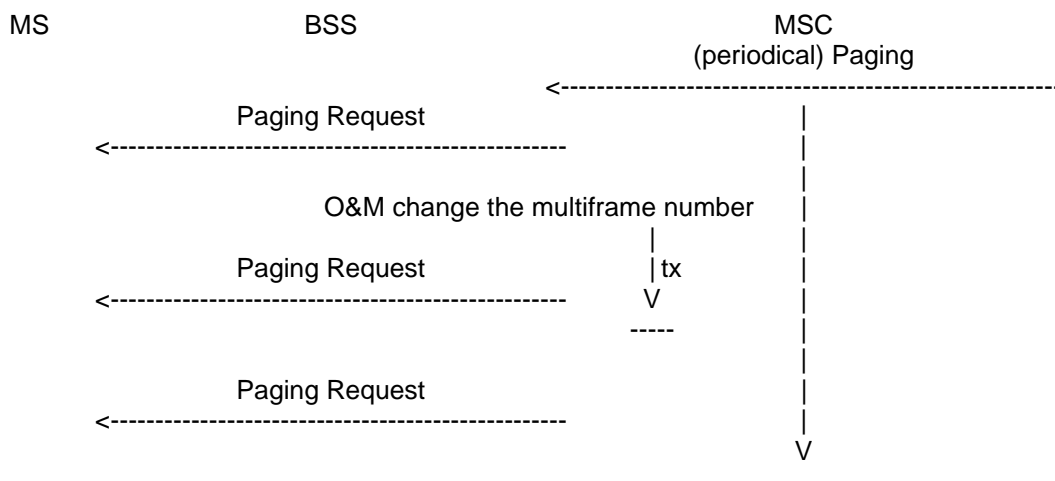 MS BSS MSC
(periodical) Paging
<-------------------------------------------------------
Paging Request |
<--------------------------------------------------- |
|
O&M change the multiframe number |
| |
Paging Request | tx |
<--------------------------------------------------- V |
----- |
|
Paging Request |
<--------------------------------------------------- |
V